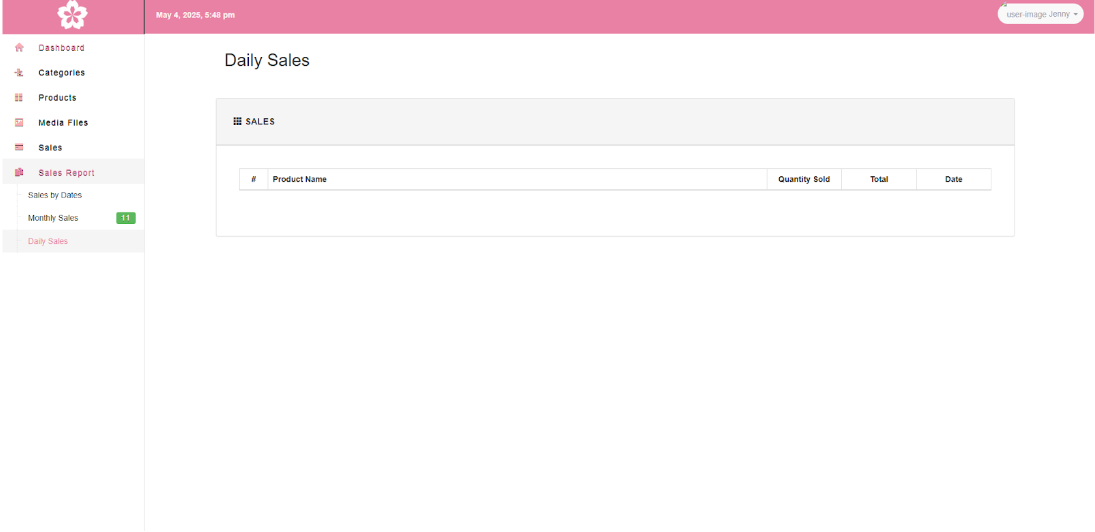 May 4, 2025, 5:48 pm
user-image Jenny
Dashboard
Categories
Products
Media Files
Sales
Sales Report
Sales by Dates
Monthly Sales 11
Daily Sales
Daily Sales
SALES
# Product Name Quantity Sold Total Date